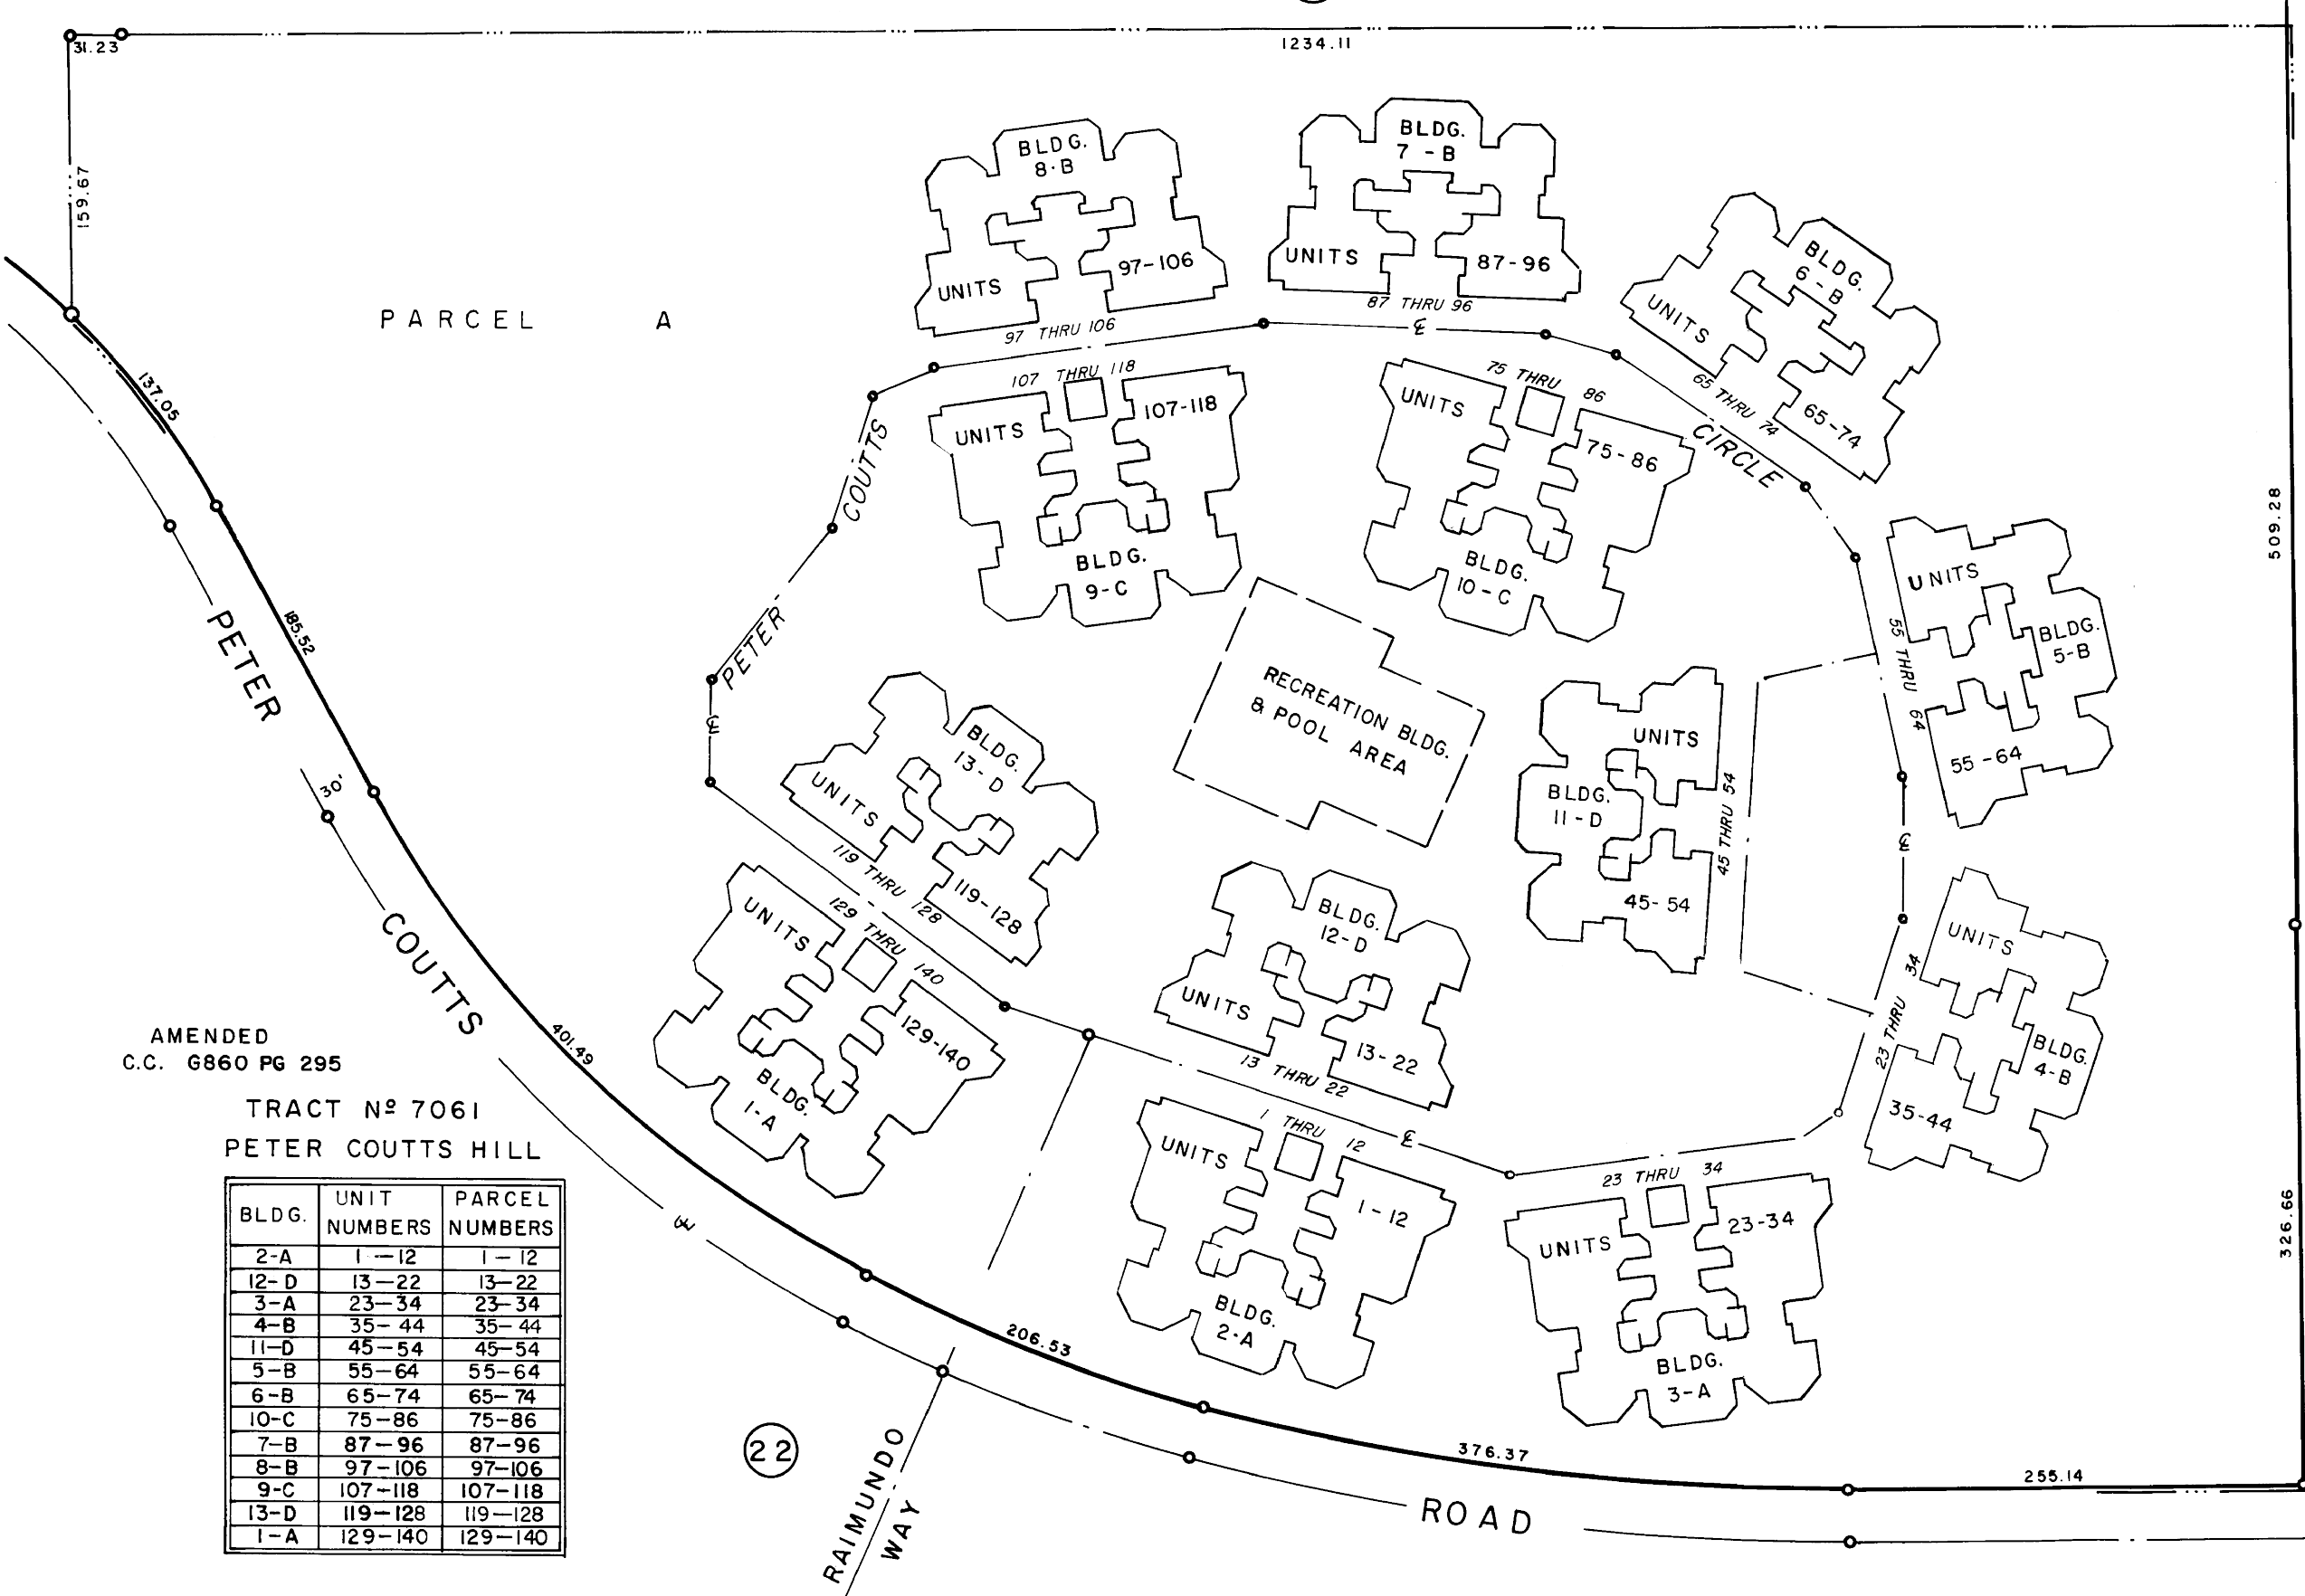 31.23
1234.11
159.67
137.05
185.52
401.49
206.53
376.37
255.14
509.28
326.66
PARCEL A
BLDG.
8-B
UNITS
97-106
97 THRU 106
BLDG.
7-B
UNITS
87-96
87 THRU 96
BLDG.
6-B
UNITS
65-74
65 THRU 74
107 THRU 118
UNITS
107-118
BLDG.
9-C
75 THRU 86
UNITS
75-86
BLDG.
10-C
PETER COUTTS CIRCLE
UNITS
BLDG.
5-B
55-64
55 THRU 64
RECREATION BLDG.
& POOL AREA
UNITS
BLDG.
11-D
45-54
45 THRU 54
BLDG.
13-D
UNITS
119-128
119 THRU 128
129 THRU 140
UNITS
129-140
BLDG.
1-A
BLDG.
12-D
UNITS
13-22
13 THRU 22
1 THRU 12
UNITS
1-12
BLDG.
2-A
UNITS
BLDG.
4-B
35-44
23 THRU 34
23 THRU 34
UNITS
23-34
BLDG.
3-A
PETER COUTTS ROAD
30'
RAIMUNDO
WAY
22
AMENDED
C.C. G860 PG 295
TRACT Nº 7061
PETER COUTTS HILL
BLDG. UNIT NUMBERS PARCEL NUMBERS
2-A 1-12 1-12
12-D 13-22 13-22
3-A 23-34 23-34
4-B 35-44 35-44
11-D 45-54 45-54
5-B 55-64 55-64
6-B 65-74 65-74
10-C 75-86 75-86
7-B 87-96 87-96
8-B 97-106 97-106
9-C 107-118 107-118
13-D 119-128 119-128
1-A 129-140 129-140